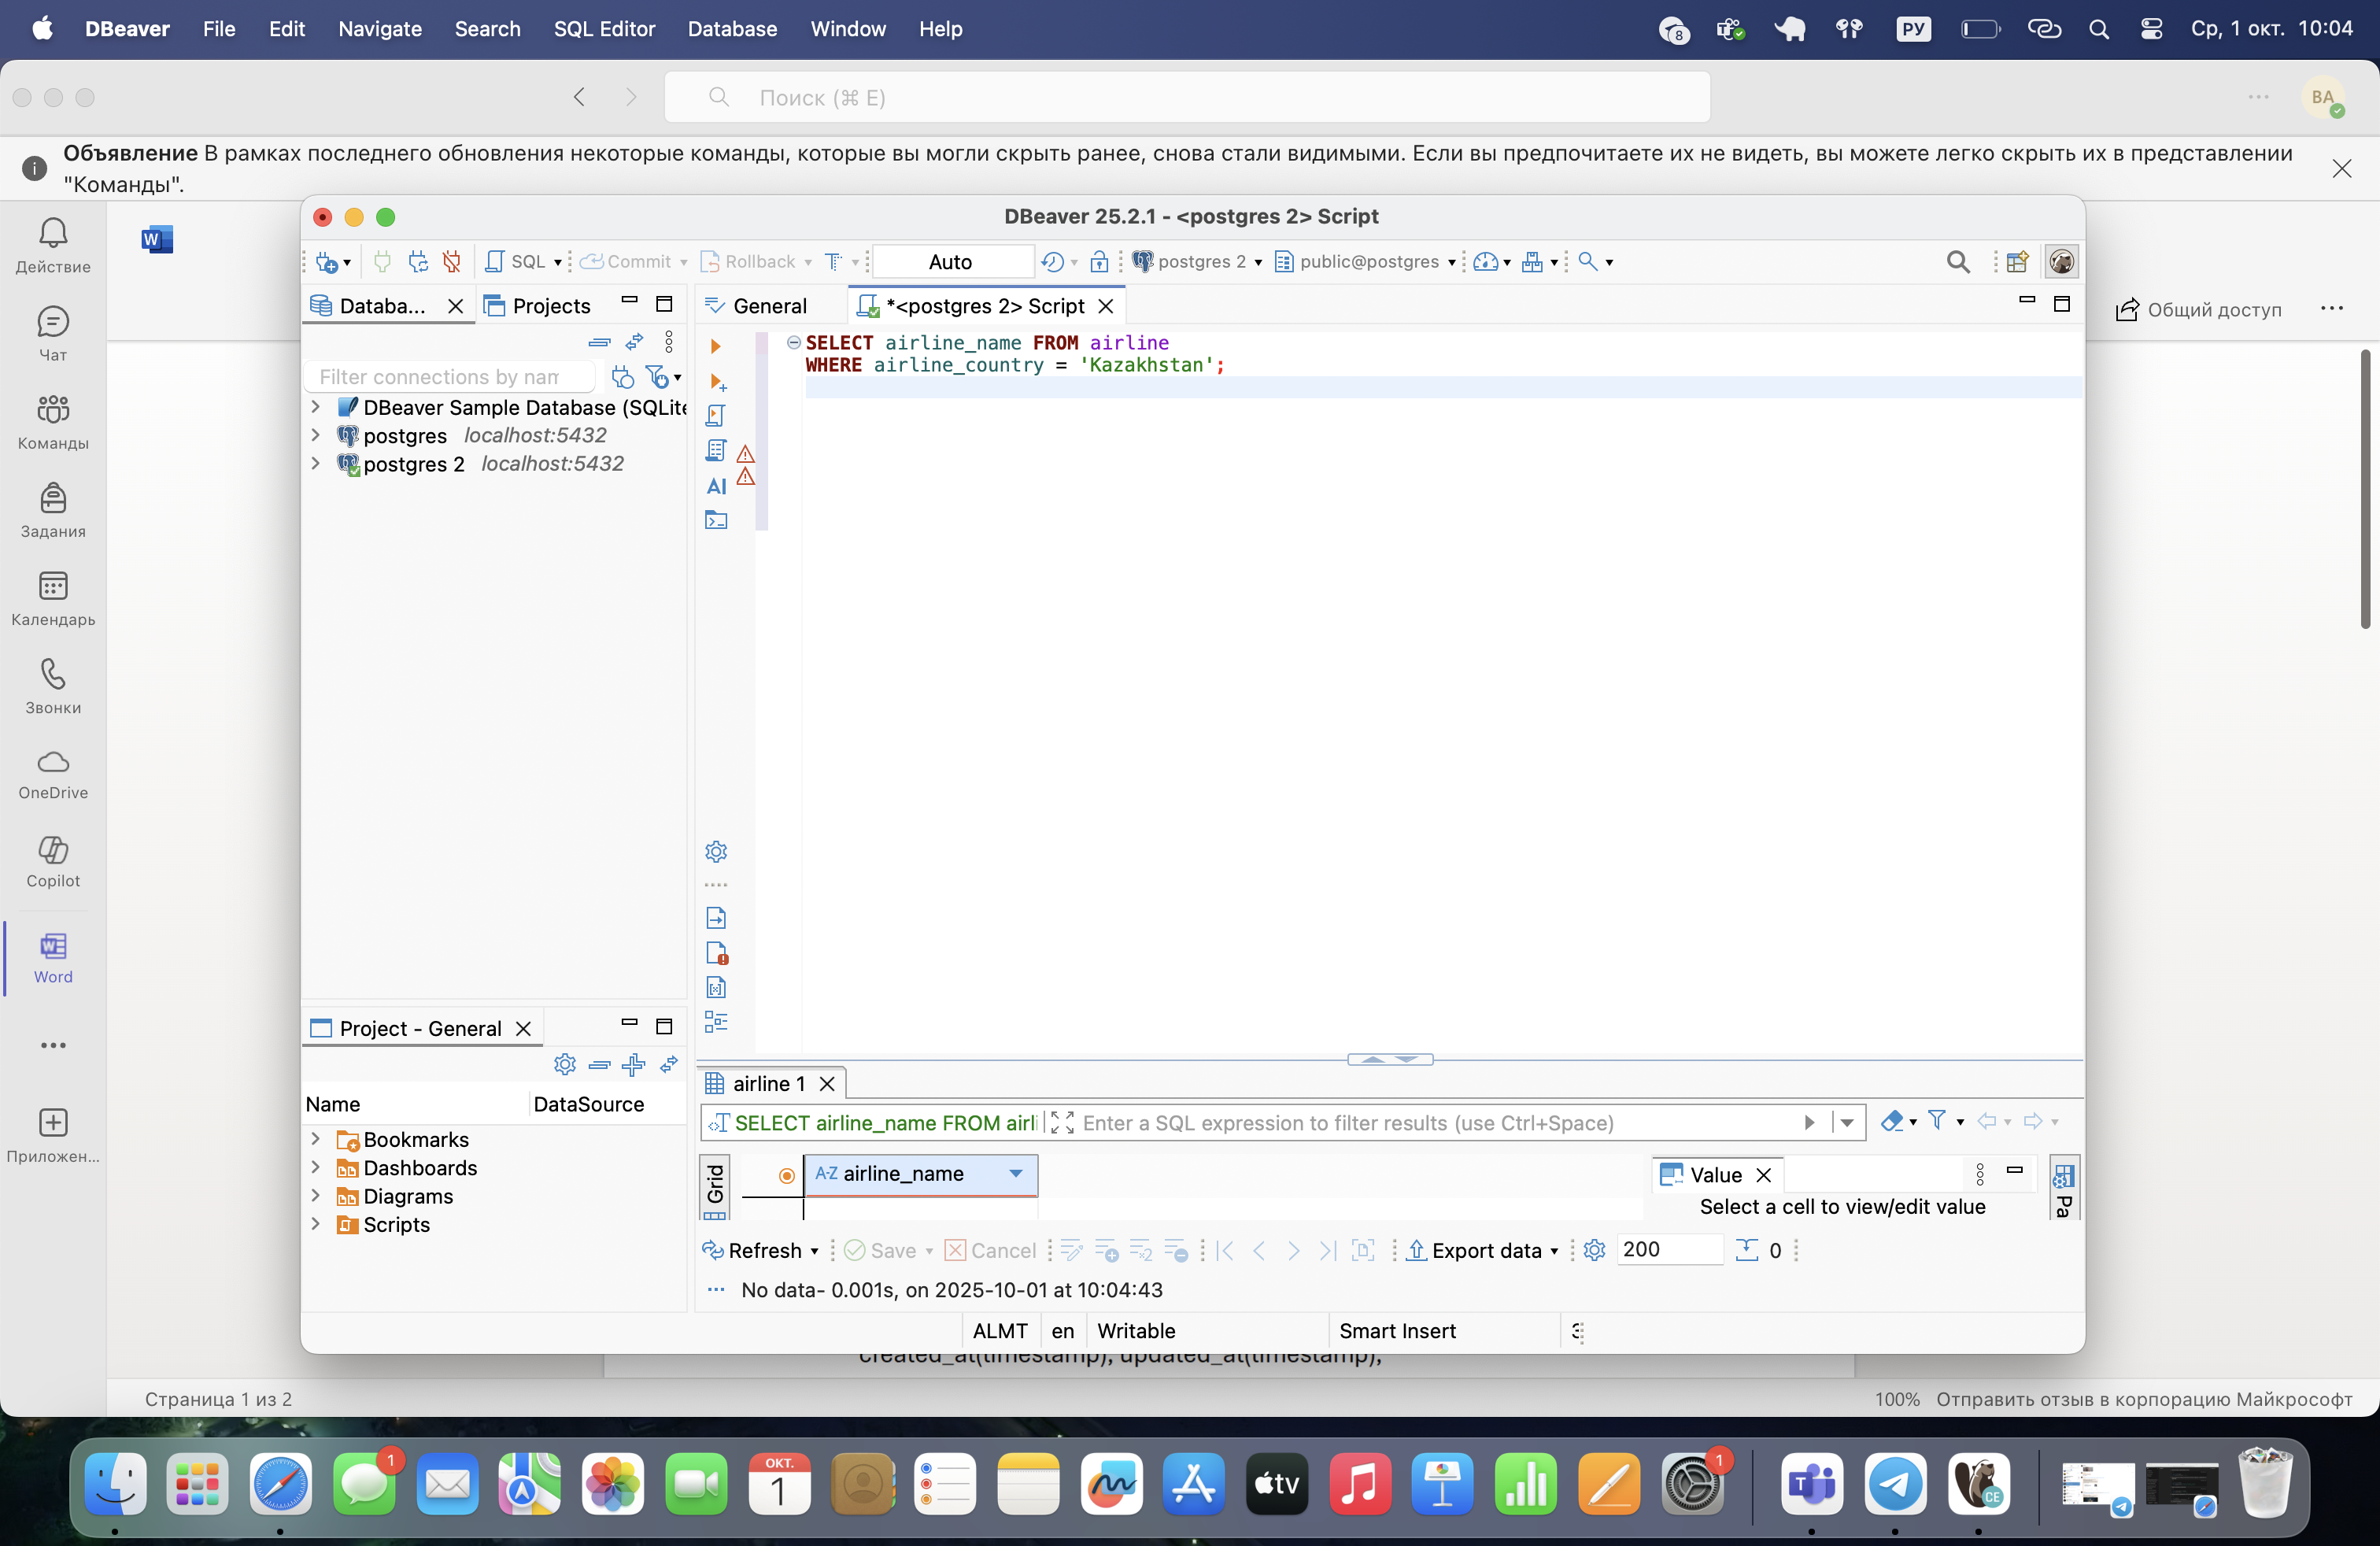 DBeaver File Edit Navigate Search SQL Editor Database Window Help
8 РУ Ср, 1 окт. 10:04
Поиск (⌘ E)
BA
Объявление В рамках последнего обновления некоторые команды, которые вы могли скрыть ранее, снова стали видимыми. Если вы предпочитаете их не видеть, вы можете легко скрыть их в представлении
"Команды".
Действие
Чат
Команды
Задания
Календарь
Звонки
OneDrive
Copilot
Word
Приложен...
Общий доступ
DBeaver 25.2.1 - <postgres 2> Script
SQL Commit Rollback Auto postgres 2 public@postgres
Databa... Projects
Filter connections by nam
DBeaver Sample Database (SQLite
postgres localhost:5432
postgres 2 localhost:5432
General *<postgres 2> Script
SELECT airline_name FROM airline
WHERE airline_country = 'Kazakhstan';
AI
Project - General
Name DataSource
Bookmarks
Dashboards
Diagrams
Scripts
airline 1
SELECT airline_name FROM airli Enter a SQL expression to filter results (use Ctrl+Space)
Grid
A-Z airline_name
Value
Select a cell to view/edit value
Pa
Refresh Save Cancel Export data 200 0
No data- 0.001s, on 2025-10-01 at 10:04:43
ALMT en Writable Smart Insert
created_at(timestamp), updated_at(timestamp),
Страница 1 из 2
100% Отправить отзыв в корпорацию Майкрософт
1
ОКТ.
1
tv
1
T
CE